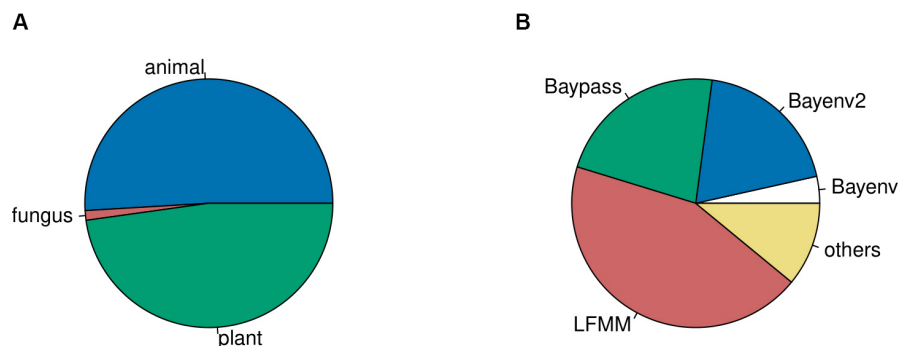 A
animal
fungus
plant
B
Baypass
Bayenv2
Bayenv
others
LFMM